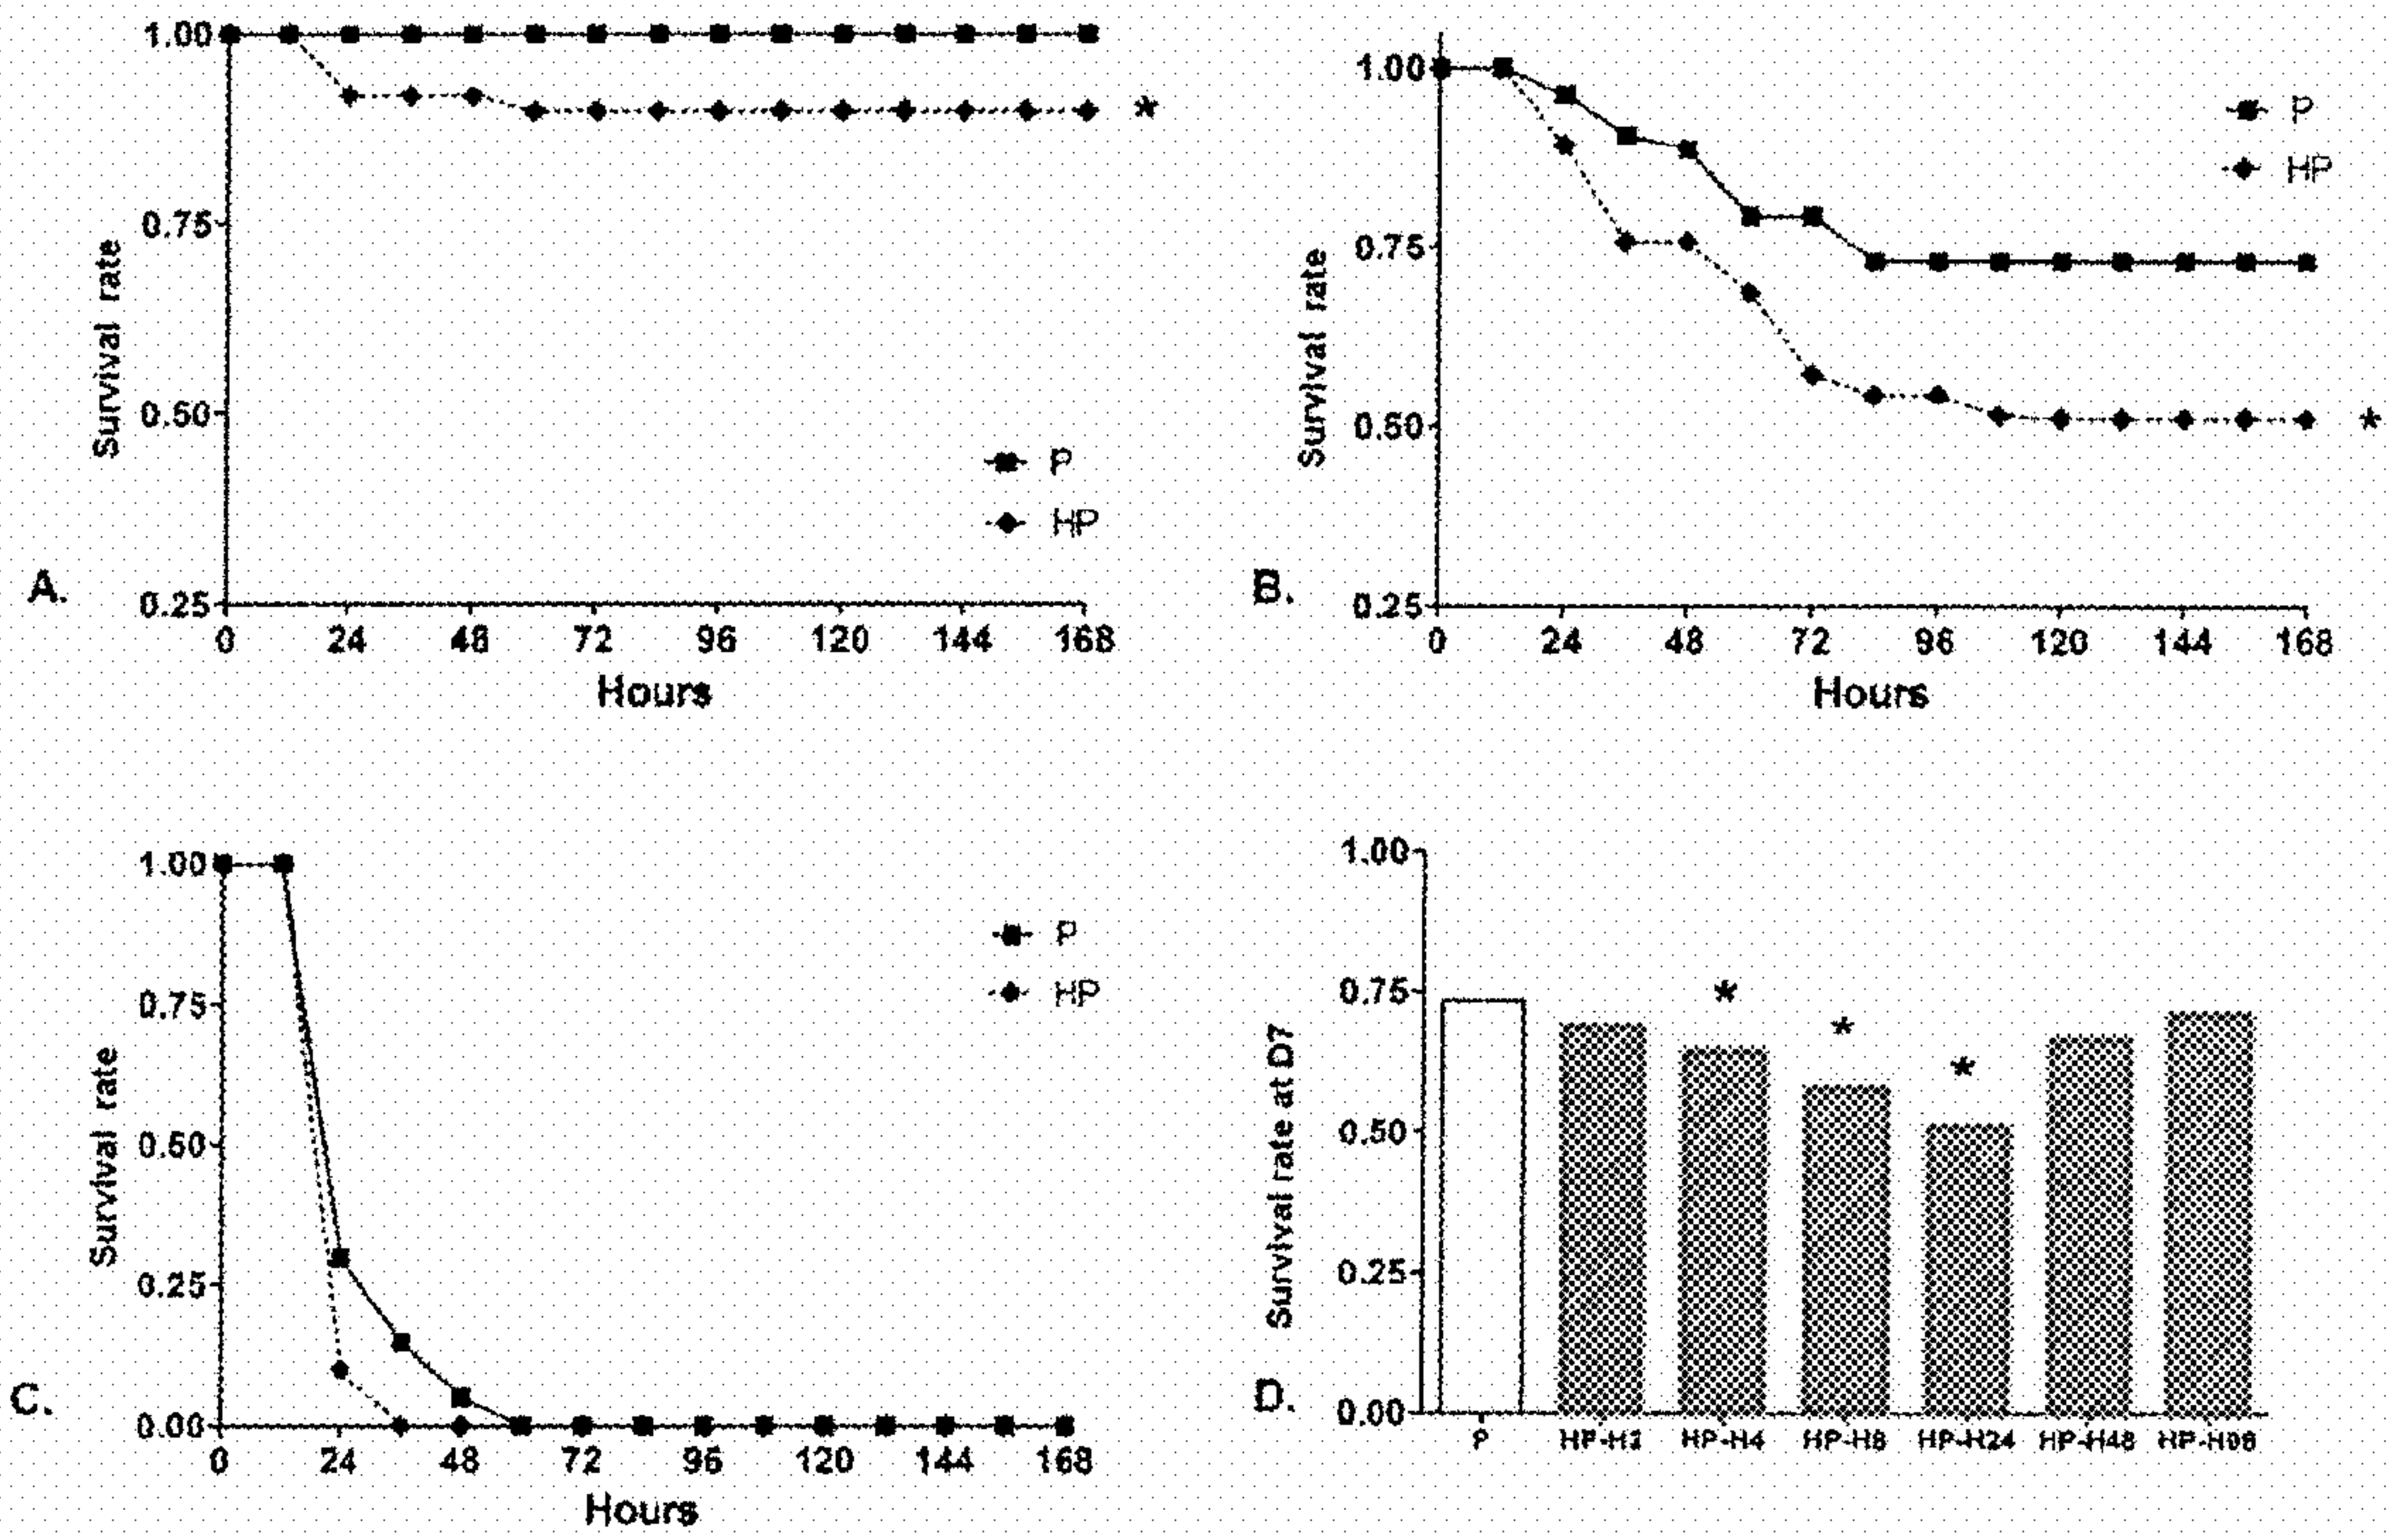 1.00
0.75
0.50
0.25
0 24 48 72 96 120 144 168
Survival rate
Hours
P
HP
*
A.
1.00
0.75
0.50
0.25
0 24 48 72 96 120 144 168
Survival rate
Hours
P
HP
*
B.
1.00
0.75
0.50
0.25
0.00
0 24 48 72 96 120 144 168
Survival rate
Hours
P
HP
C.
1.00
0.75
0.50
0.25
0.00
Survival rate at D7
* * *
P HP-H2 HP-H4 HP-H8 HP-H24 HP-H48
D.